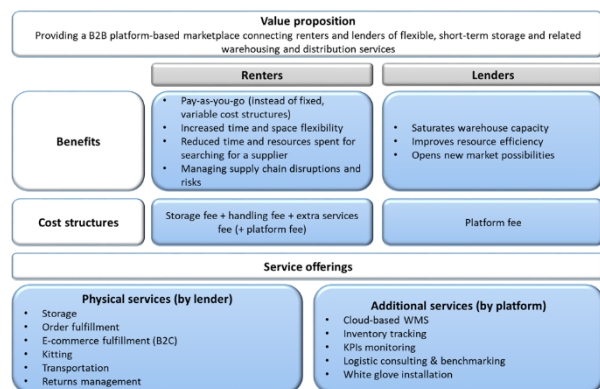 Value proposition
Providing a B2B platform-based marketplace connecting renters and lenders of flexible, short-term storage and related
warehousing and distribution services
Renters
Lenders
Benefits
• Pay-as-you-go (instead of fixed,
variable cost structures)
• Increased time and space flexibility
• Reduced time and resources spent for
searching for a supplier
• Managing supply chain disruptions and
risks
• Saturates warehouse capacity
• Improves resource efficiency
• Opens new market possibilities
Cost structures
Storage fee + handling fee + extra services
fee (+ platform fee)
Platform fee
Service offerings
Physical services (by lender)
• Storage
• Order fulfillment
• E-commerce fulfillment (B2C)
• Kitting
• Transportation
• Returns management
Additional services (by platform)
• Cloud-based WMS
• Inventory tracking
• KPIs monitoring
• Logistic consulting & benchmarking
• White glove installation